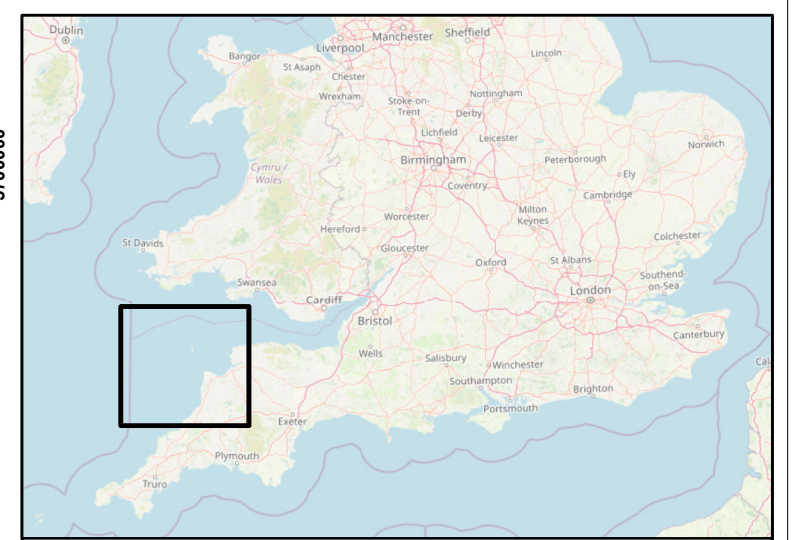 Dublin
Manchester
Sheffield
Liverpool
Bangor
Lincoln
St Asaph
Chester
Wrexham
Nottingham
Stoke-on-
Trent
Derby
Lichfield
Leicester
Norwich
Birmingham
Peterborough
Cymru /
Wales
Ely
Coventry
Cambridge
Worcester
Milton
Keynes
Hereford
Colchester
St Davids
Gloucester
Oxford
St Albans
Swansea
Southend-
on-Sea
London
Cardiff
Bristol
Canterbury
Wells
Salisbury
Winchester
Cal
Southampton
Brighton
Portsmouth
Exeter
Plymouth
Truro